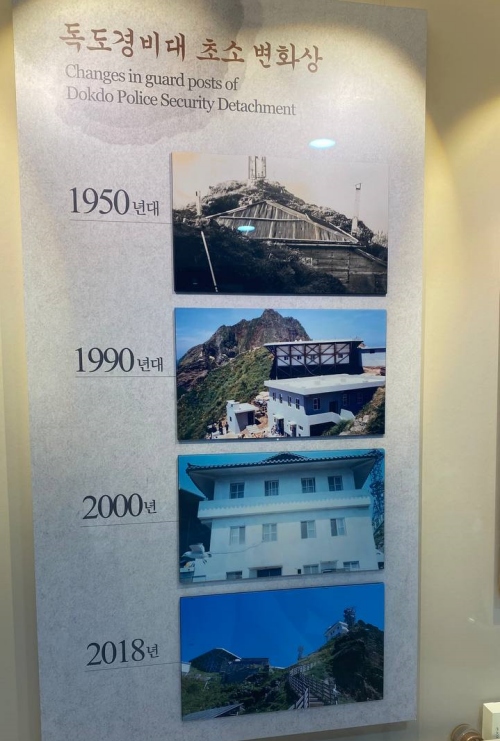 독도경비대 초소 변화상
Changes in guard posts of
Dokdo Police Security Detachment
1950년대
1990년대
2000년
2018년